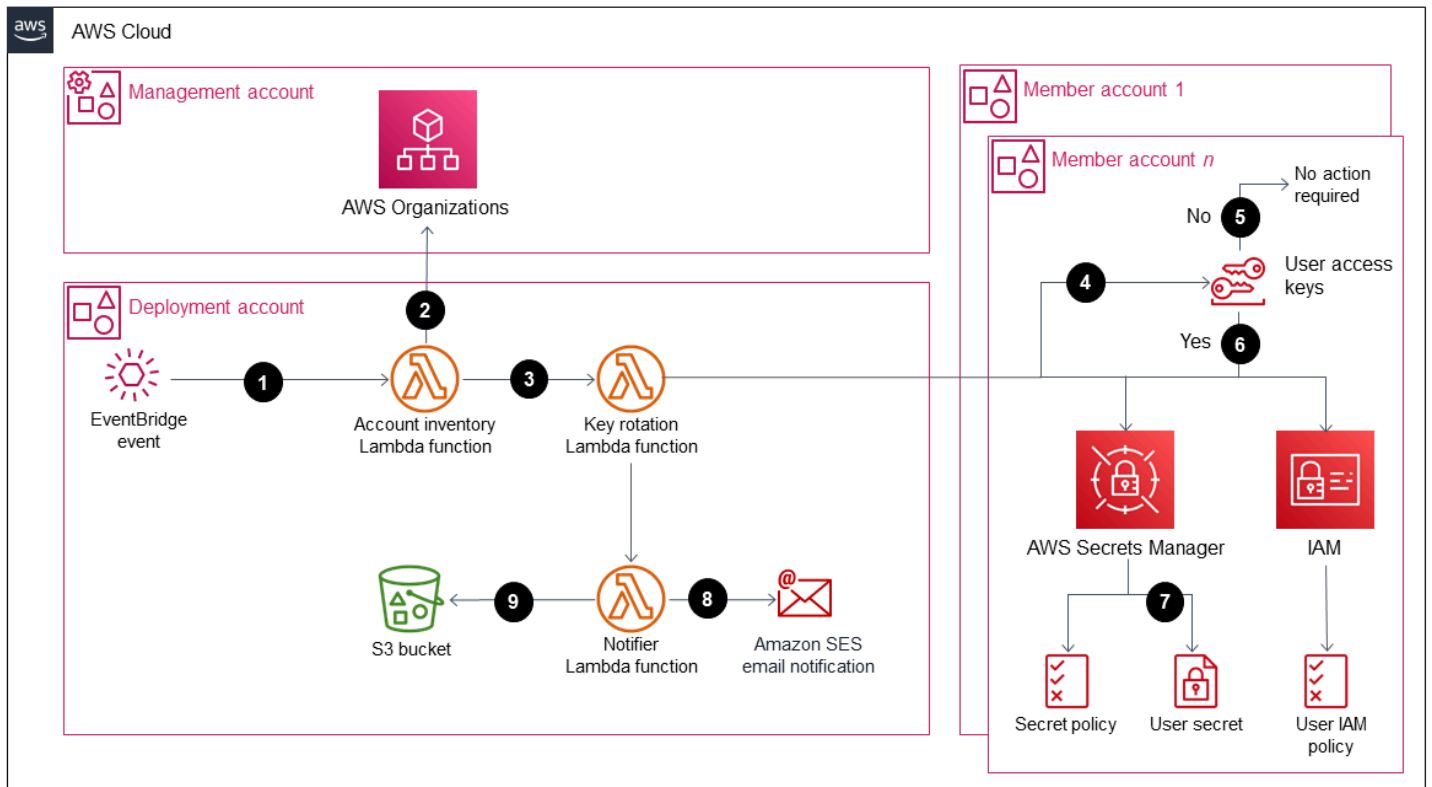 aws
AWS Cloud
Management account
AWS Organizations
Member account 1
Member account n
No action
required
No
5
User access
keys
4
Yes
6
2
Deployment account
1
3
EventBridge
event
Account inventory
Lambda function
Key rotation
Lambda function
AWS Secrets Manager
IAM
@
9
8
7
S3 bucket
Notifier
Lambda function
Amazon SES
email notification
Secret policy
User secret
User IAM
policy